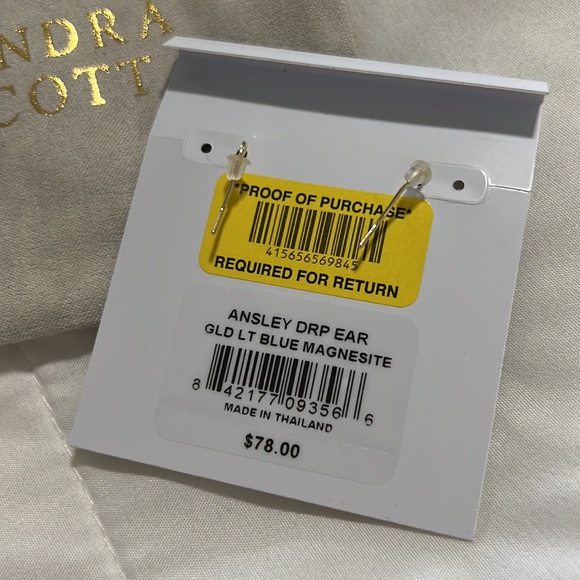 NDRA
COTT
*PROOF OF PURCHASE*
415656569845
REQUIRED FOR RETURN
ANSLEY DRP EAR
GLD LT BLUE MAGNESITE
8 42177 09356 6
MADE IN THAILAND
$78.00